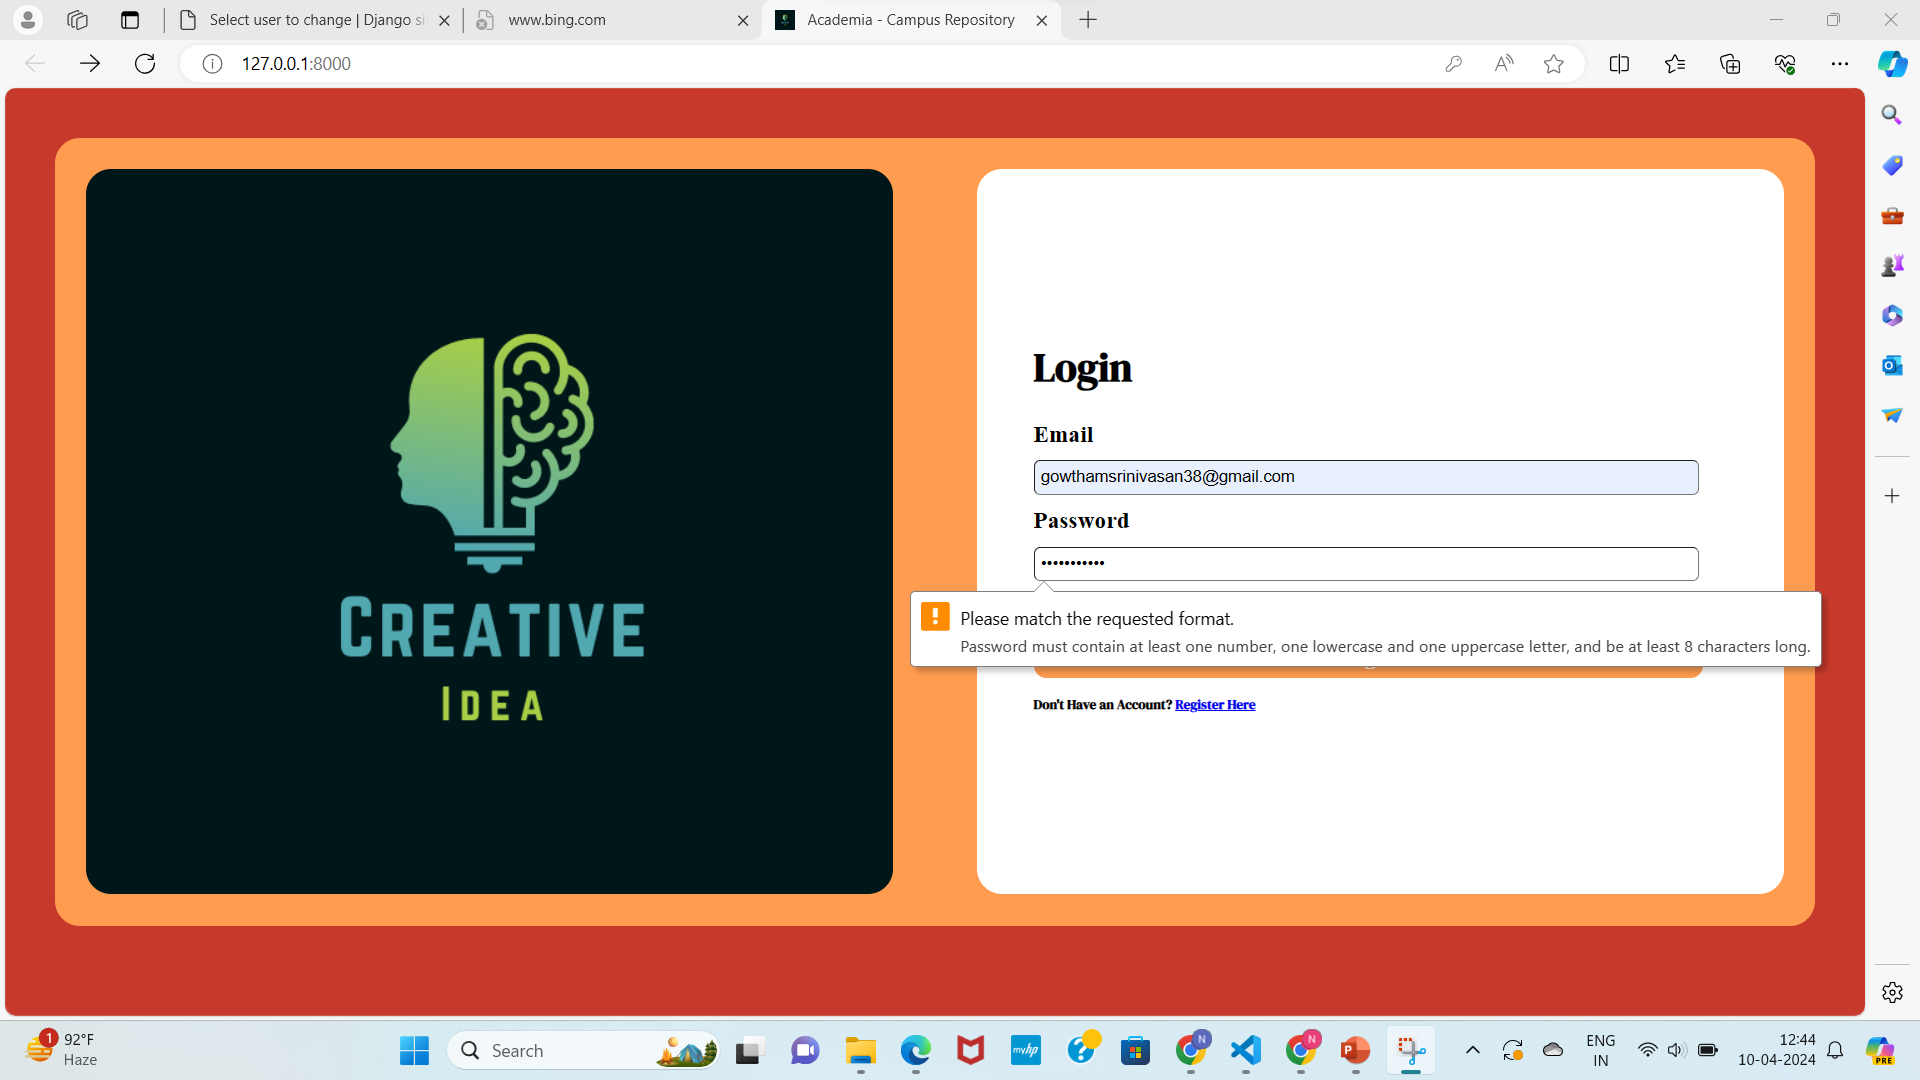 Select user to change | Django si
www.bing.com
Academia - Campus Repository
127.0.0.1:8000
CREATIVE
IDEA
Login
Email
gowthamsrinivasan38@gmail.com
Password
•••••••••••
Please match the requested format.
Password must contain at least one number, one lowercase and one uppercase letter, and be at least 8 characters long.
Don't Have an Account? Register Here
1
92°F
Haze
Search
myhp
N
N
P
ENG
IN
12:44
10-04-2024
PRE